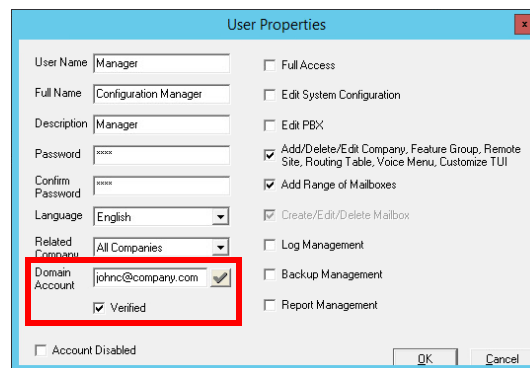 User Properties
x
User Name Manager
Full Name Configuration Manager
Description Manager
Password xxxx
Confirm
Password
xxxx
Language English
Related
Company
All Companies
Domain
Account
johnc@company.com
Verified
Account Disabled
Full Access
Edit System Configuration
Edit PBX
Add/Delete/Edit Company, Feature Group, Remote
Site, Routing Table, Voice Menu, Customize TUI
Add Range of Mailboxes
Create/Edit/Delete Mailbox
Log Management
Backup Management
Report Management
OK
Cancel